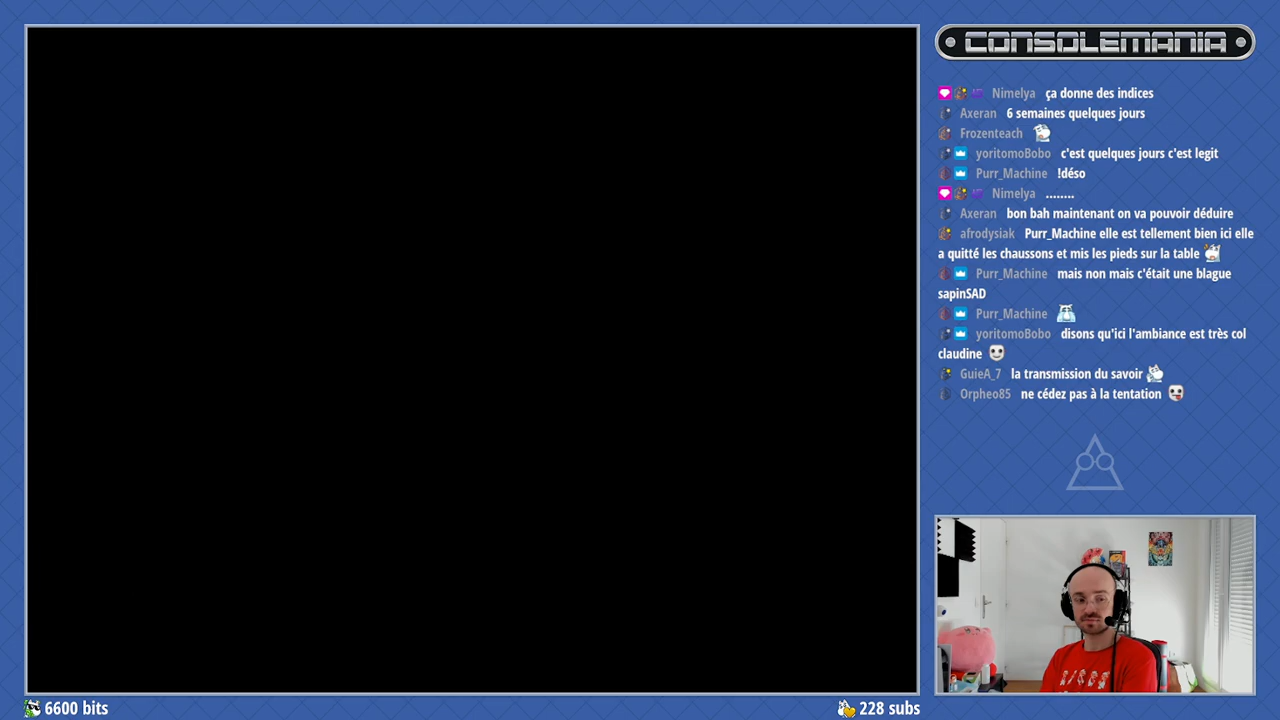 CONSOLEMANIA
Nimelya ça donne des indices
Axeran 6 semaines quelques jours
Frozenteach
yoritomoBobo c'est quelques jours c'est legit
Purr_Machine !déso
Nimelya ........
Axeran bon bah maintenant on va pouvoir déduire
afrodysiak Purr_Machine elle est tellement bien ici elle
a quitté les chaussons et mis les pieds sur la table
Purr_Machine mais non mais c'était une blague
sapinSAD
Purr_Machine
yoritomoBobo disons qu'ici l'ambiance est très col
claudine
GuieA_7 la transmission du savoir
Orpheo85 ne cédez pas à la tentation
6600 bits
228 subs